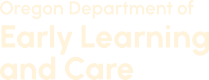 Oregon Department of
Early Learning
and Care